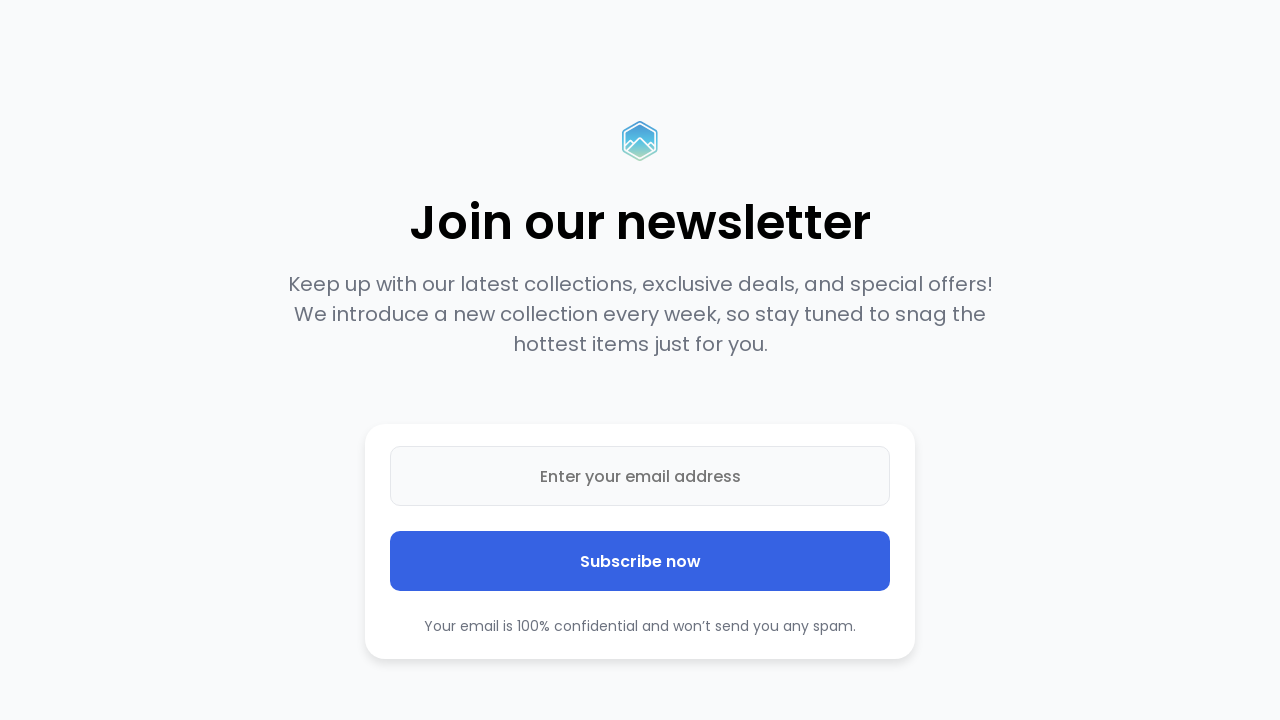 Join our newsletter
Keep up with our latest collections, exclusive deals, and special offers!
We introduce a new collection every week, so stay tuned to snag the
hottest items just for you.
Enter your email address
Subscribe now
Your email is 100% confidential and won’t send you any spam.